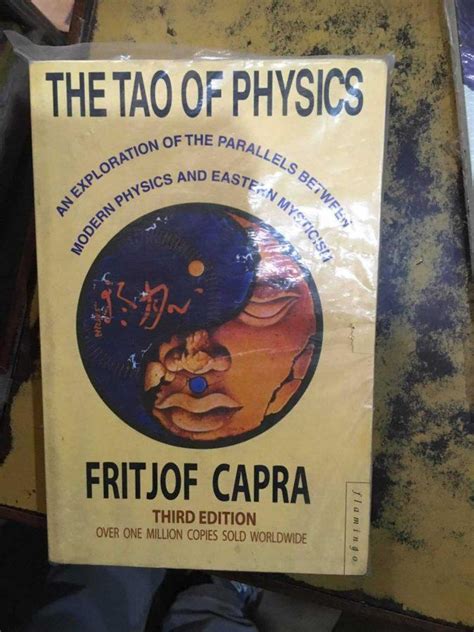 THE TAO OF PHYSICS
AN EXPLORATION OF THE PARALLELS BETWEEN
MODERN PHYSICS AND EASTERN MYSTICISM
FRITJOF CAPRA
THIRD EDITION
OVER ONE MILLION COPIES SOLD WORLDWIDE
flamingo